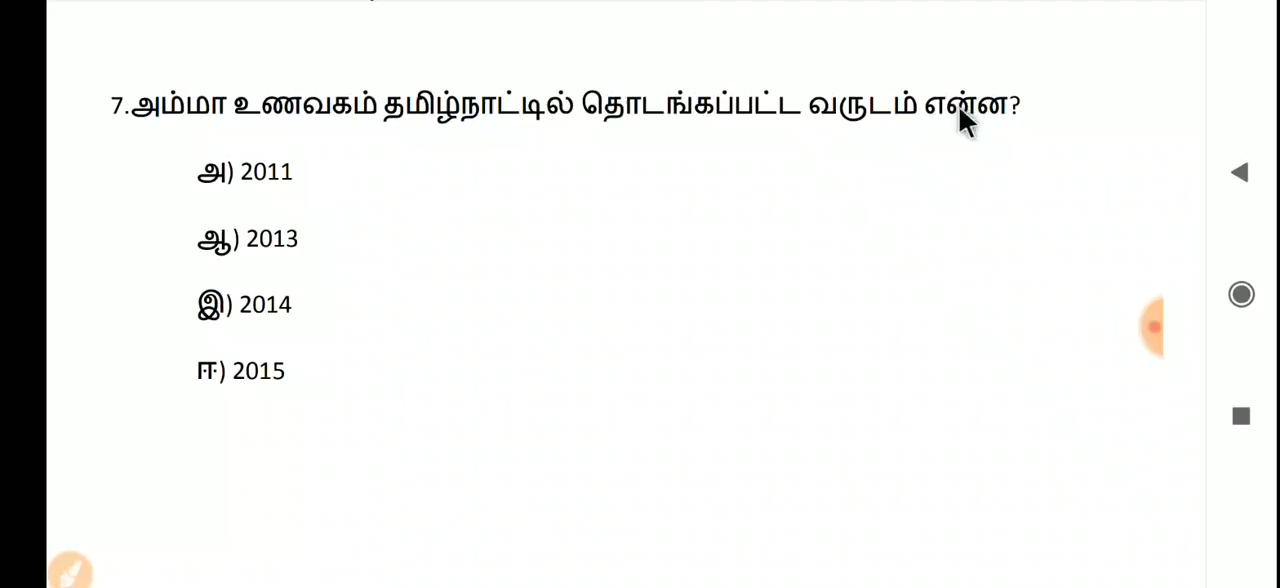 7.அம்மா உணவகம் தமிழ்நாட்டில் தொடங்கப்பட்ட வருடம் என்ன?
அ) 2011
ஆ) 2013
இ) 2014
ஈ) 2015